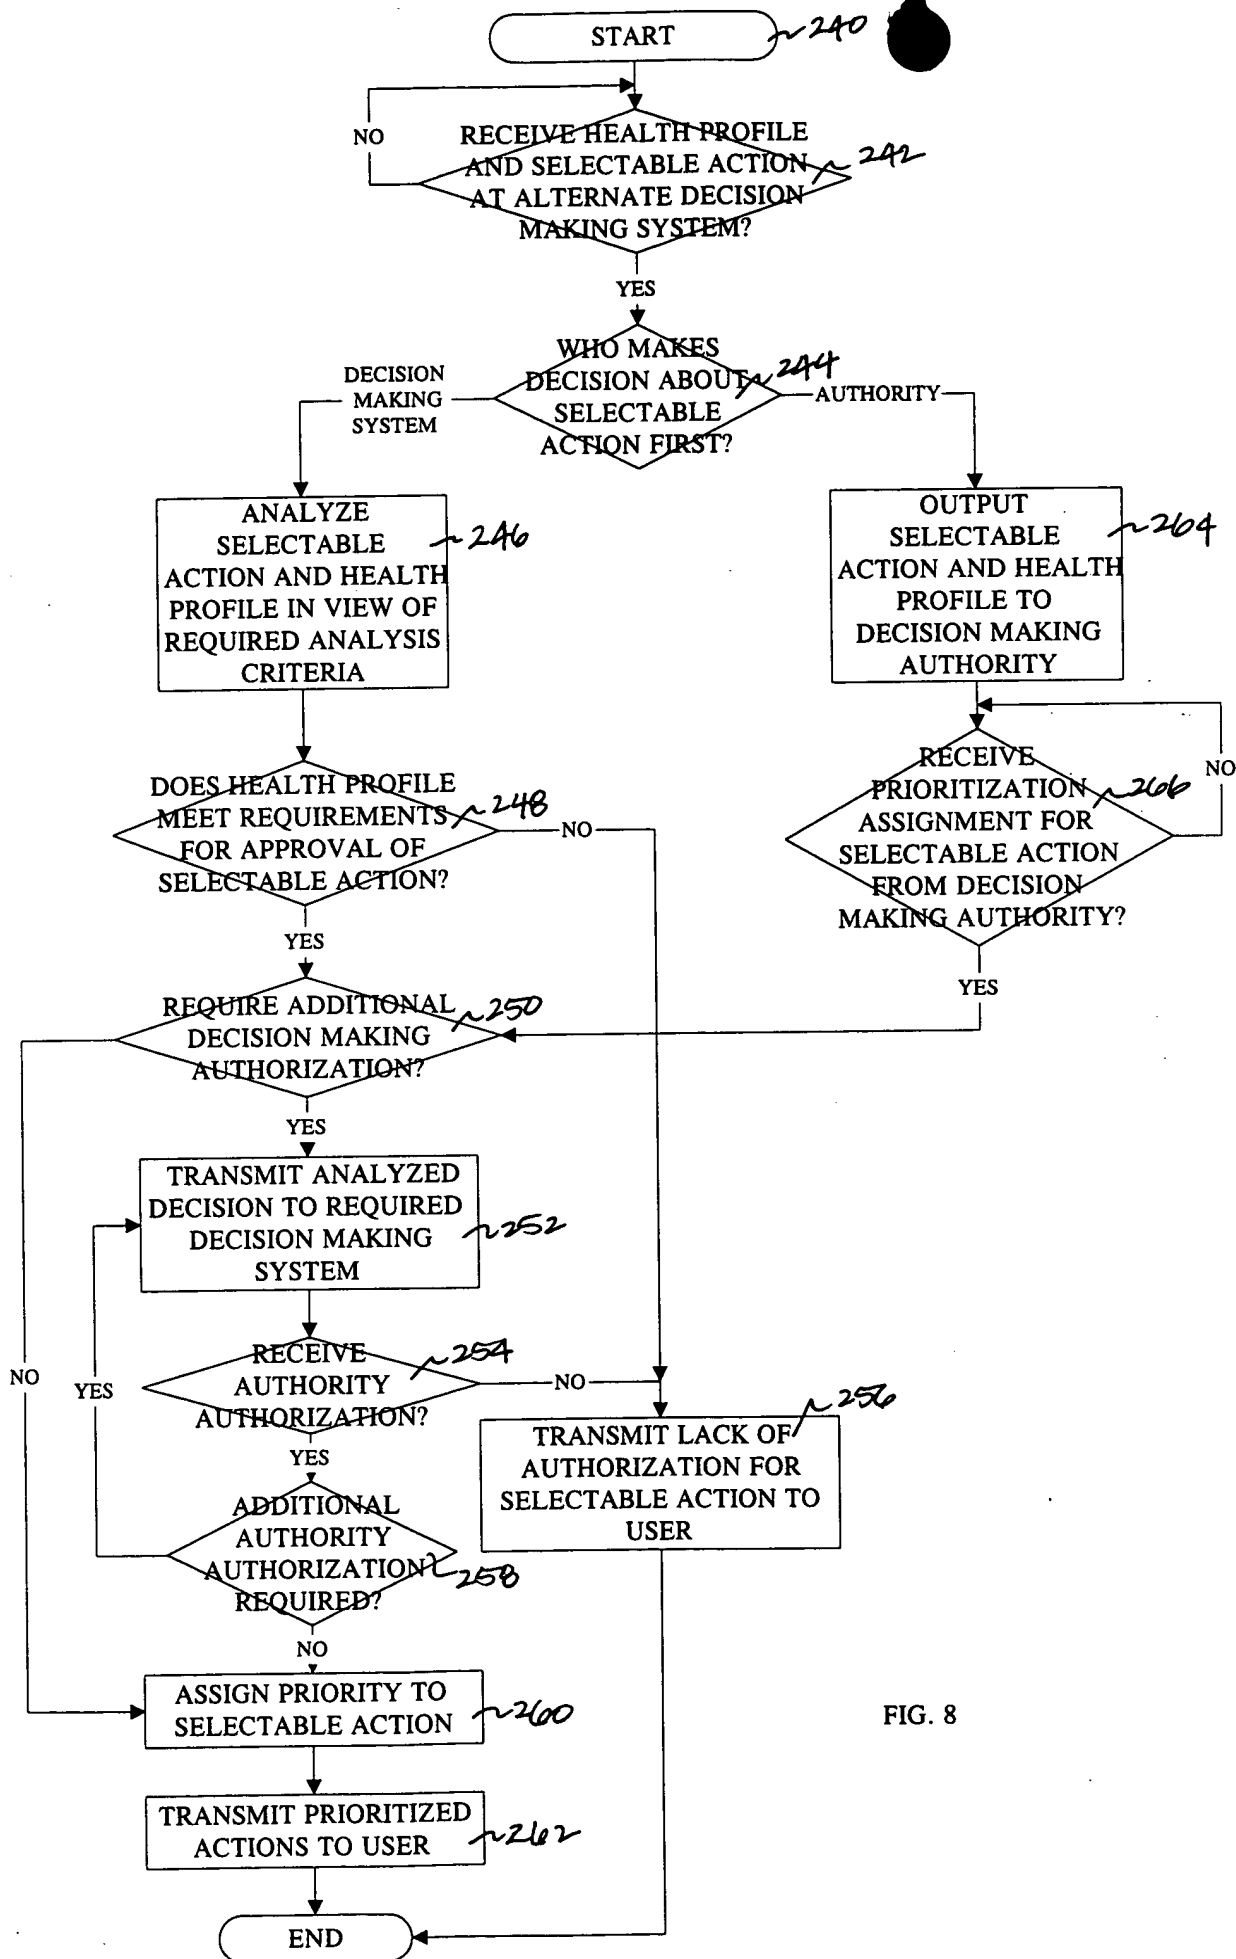 START
240
NO
RECEIVE HEALTH PROFILE
AND SELECTABLE ACTION
AT ALTERNATE DECISION
MAKING SYSTEM?
242
YES
WHO MAKES
DECISION ABOUT
SELECTABLE
ACTION FIRST?
244
DECISION
MAKING
SYSTEM
AUTHORITY
ANALYZE
SELECTABLE
ACTION AND HEALTH
PROFILE IN VIEW OF
REQUIRED ANALYSIS
CRITERIA
246
OUTPUT
SELECTABLE
ACTION AND HEALTH
PROFILE TO
DECISION MAKING
AUTHORITY
264
DOES HEALTH PROFILE
MEET REQUIREMENTS
FOR APPROVAL OF
SELECTABLE ACTION?
248
NO
RECEIVE
PRIORITIZATION
ASSIGNMENT FOR
SELECTABLE ACTION
FROM DECISION
MAKING AUTHORITY?
266
NO
YES
YES
REQUIRE ADDITIONAL
DECISION MAKING
AUTHORIZATION?
250
YES
TRANSMIT ANALYZED
DECISION TO REQUIRED
DECISION MAKING
SYSTEM
252
NO
YES
RECEIVE
AUTHORITY
AUTHORIZATION?
254
NO
YES
TRANSMIT LACK OF
AUTHORIZATION FOR
SELECTABLE ACTION TO
USER
256
ADDITIONAL
AUTHORITY
AUTHORIZATION
REQUIRED?
258
NO
ASSIGN PRIORITY TO
SELECTABLE ACTION
260
FIG. 8
TRANSMIT PRIORITIZED
ACTIONS TO USER
262
END